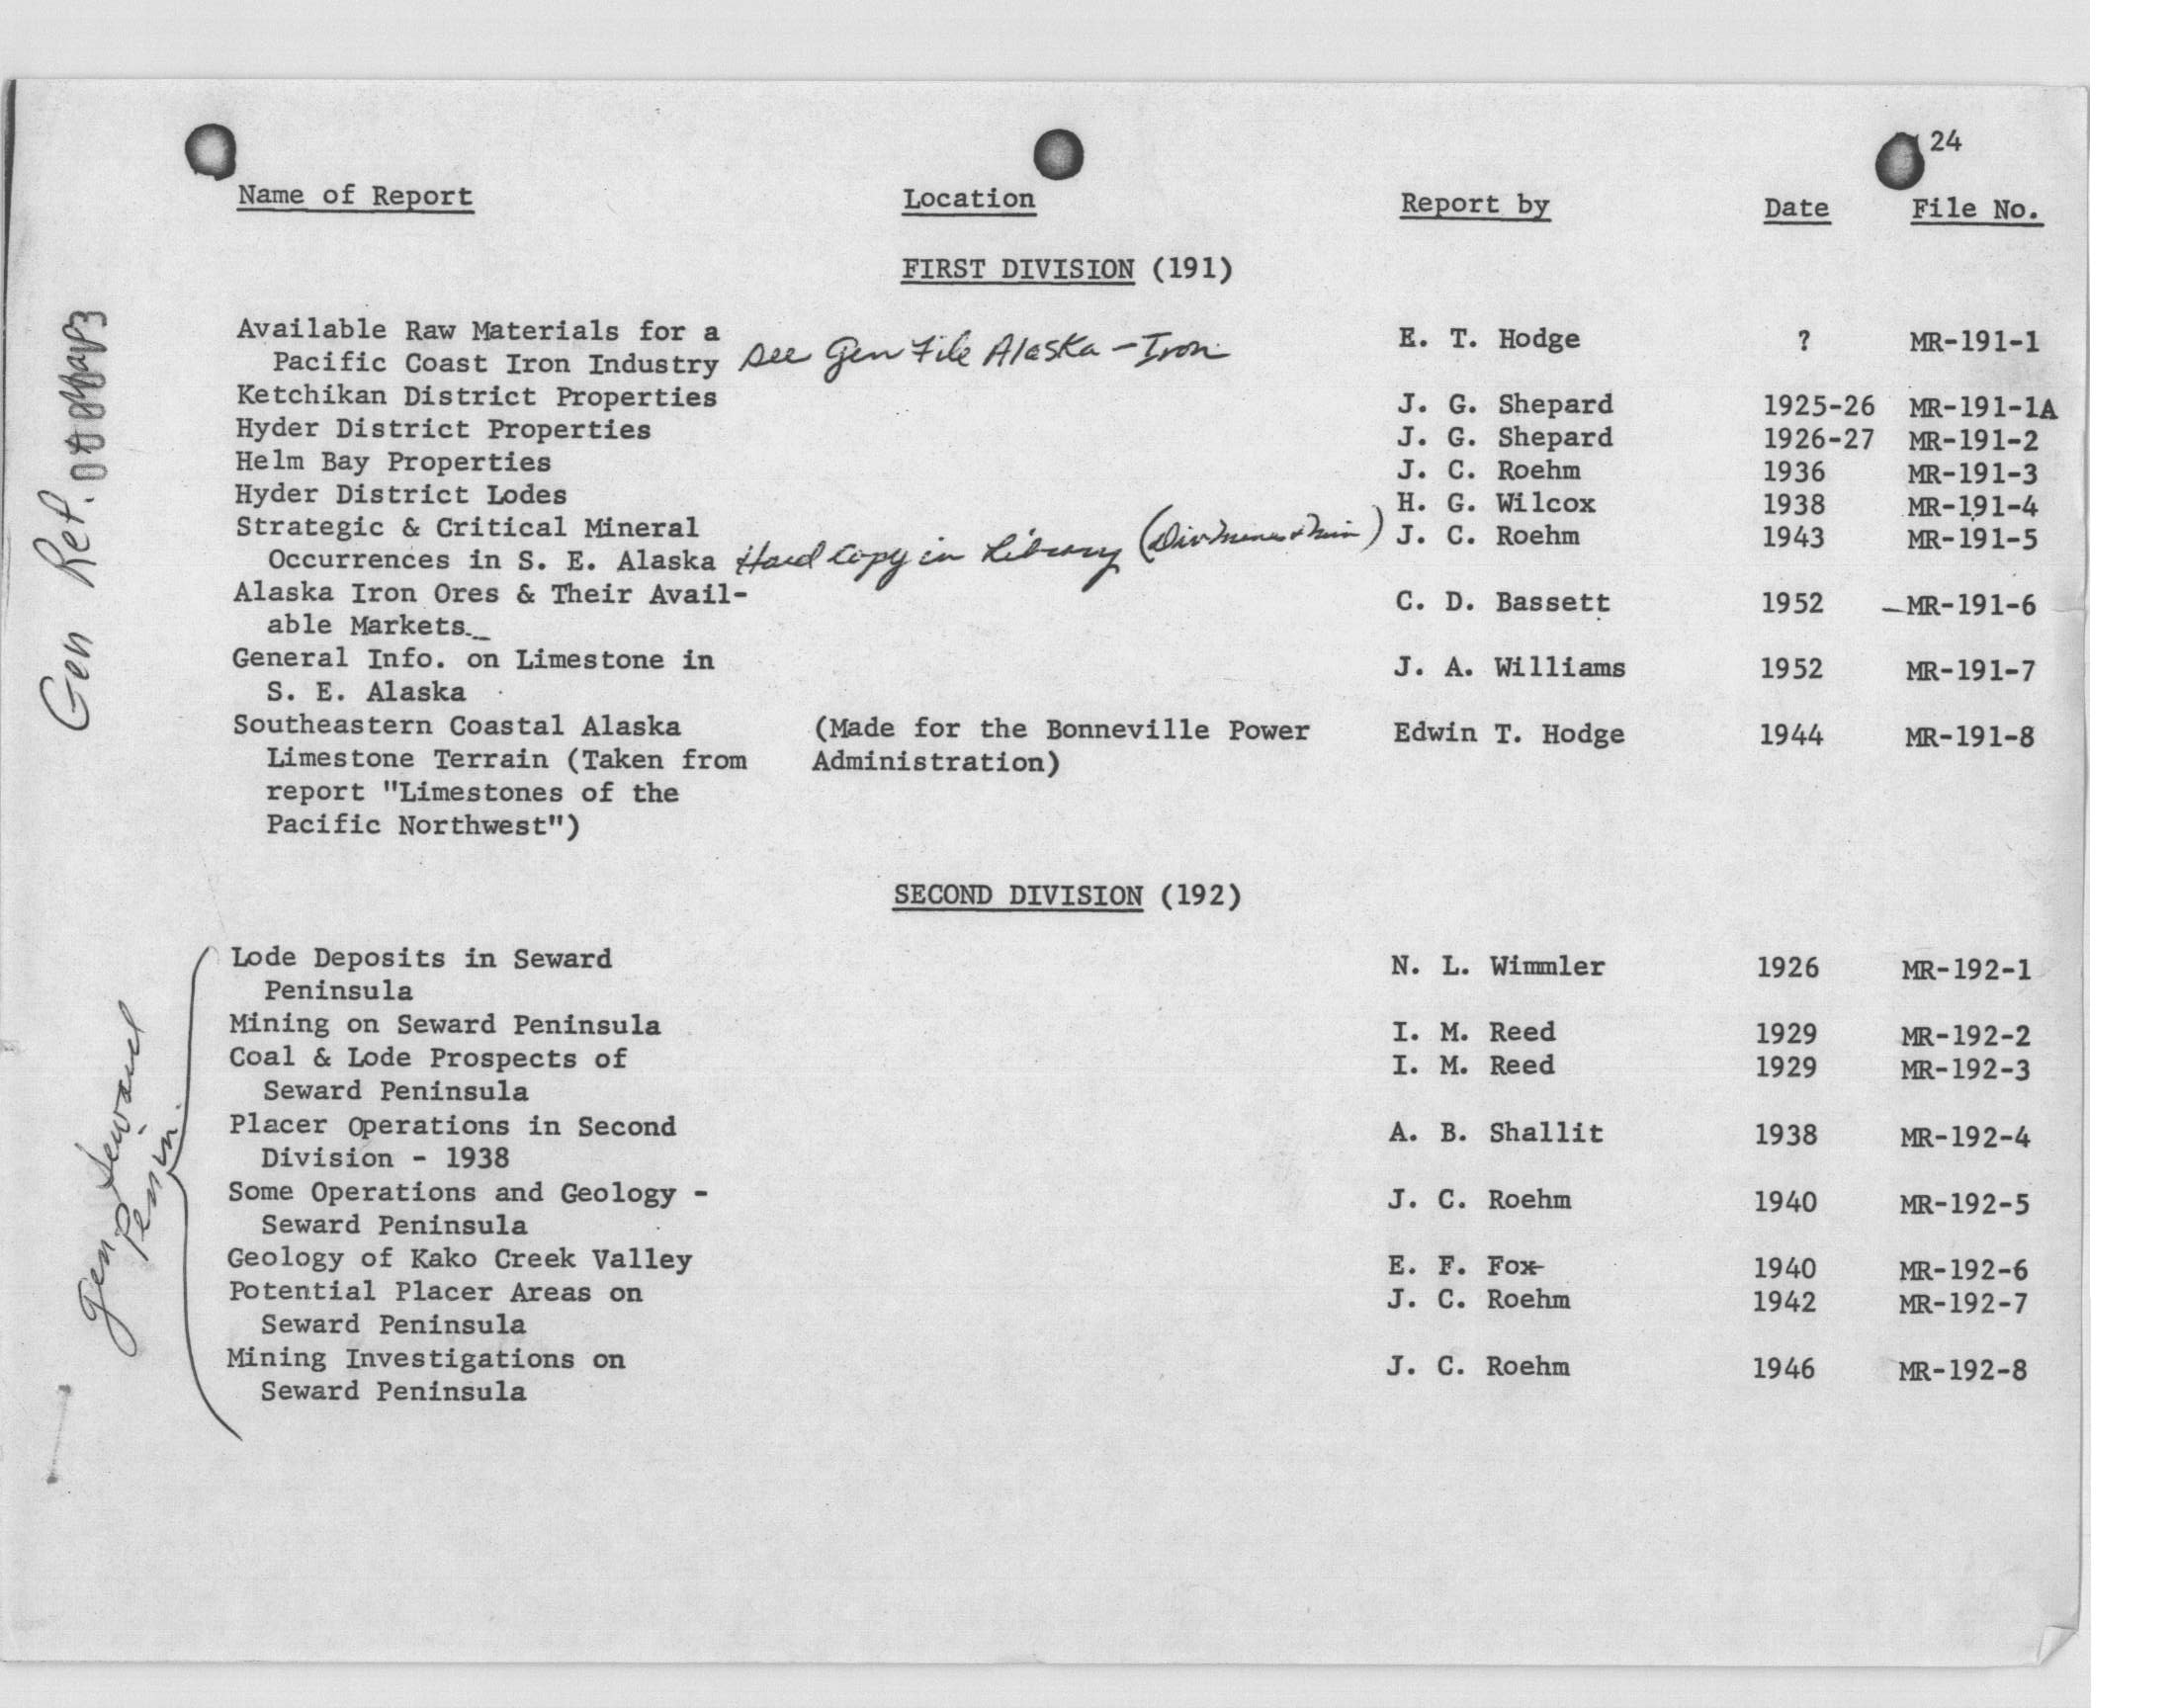 24
Name of Report Location Report by Date File No.
FIRST DIVISION (191)
Available Raw Materials for a E. T. Hodge ? MR-191-1
Pacific Coast Iron Industry see Gen File Alaska - Iron
Ketchikan District Properties J. G. Shepard 1925-26 MR-191-1A
Hyder District Properties J. G. Shepard 1926-27 MR-191-2
Helm Bay Properties J. C. Roehm 1936 MR-191-3
Hyder District Lodes H. G. Wilcox 1938 MR-191-4
Strategic & Critical Mineral J. C. Roehm 1943 MR-191-5
Occurrences in S. E. Alaska Hard Copy in Library (Div Mines & Min)
Alaska Iron Ores & Their Avail- C. D. Bassett 1952 MR-191-6
able Markets
General Info. on Limestone in J. A. Williams 1952 MR-191-7
S. E. Alaska
Southeastern Coastal Alaska (Made for the Bonneville Power Edwin T. Hodge 1944 MR-191-8
Limestone Terrain (Taken from Administration)
report "Limestones of the
Pacific Northwest")
Gen Ref.
SECOND DIVISION (192)
Lode Deposits in Seward N. L. Wimmler 1926 MR-192-1
Peninsula
Mining on Seward Peninsula I. M. Reed 1929 MR-192-2
Coal & Lode Prospects of I. M. Reed 1929 MR-192-3
Seward Peninsula
Placer Operations in Second A. B. Shallit 1938 MR-192-4
Division - 1938
Some Operations and Geology - J. C. Roehm 1940 MR-192-5
Seward Peninsula
Geology of Kako Creek Valley E. F. Fox 1940 MR-192-6
Potential Placer Areas on J. C. Roehm 1942 MR-192-7
Seward Peninsula
Mining Investigations on J. C. Roehm 1946 MR-192-8
Seward Peninsula
Gen Seward
Penin.